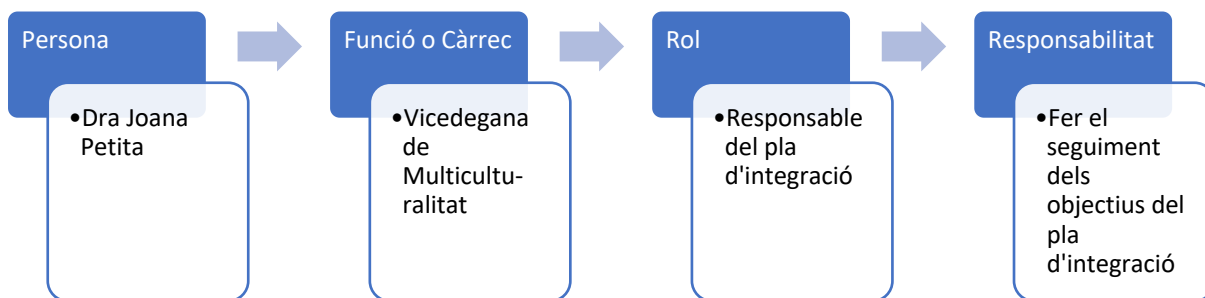 Persona
•Dra Joana
Petita
Funció o Càrrec
•Vicedegana
de
Multicultu-
ralitat
Rol
•Responsable
del pla
d'integració
Responsabilitat
•Fer el
seguiment
dels
objectius del
pla
d'integració